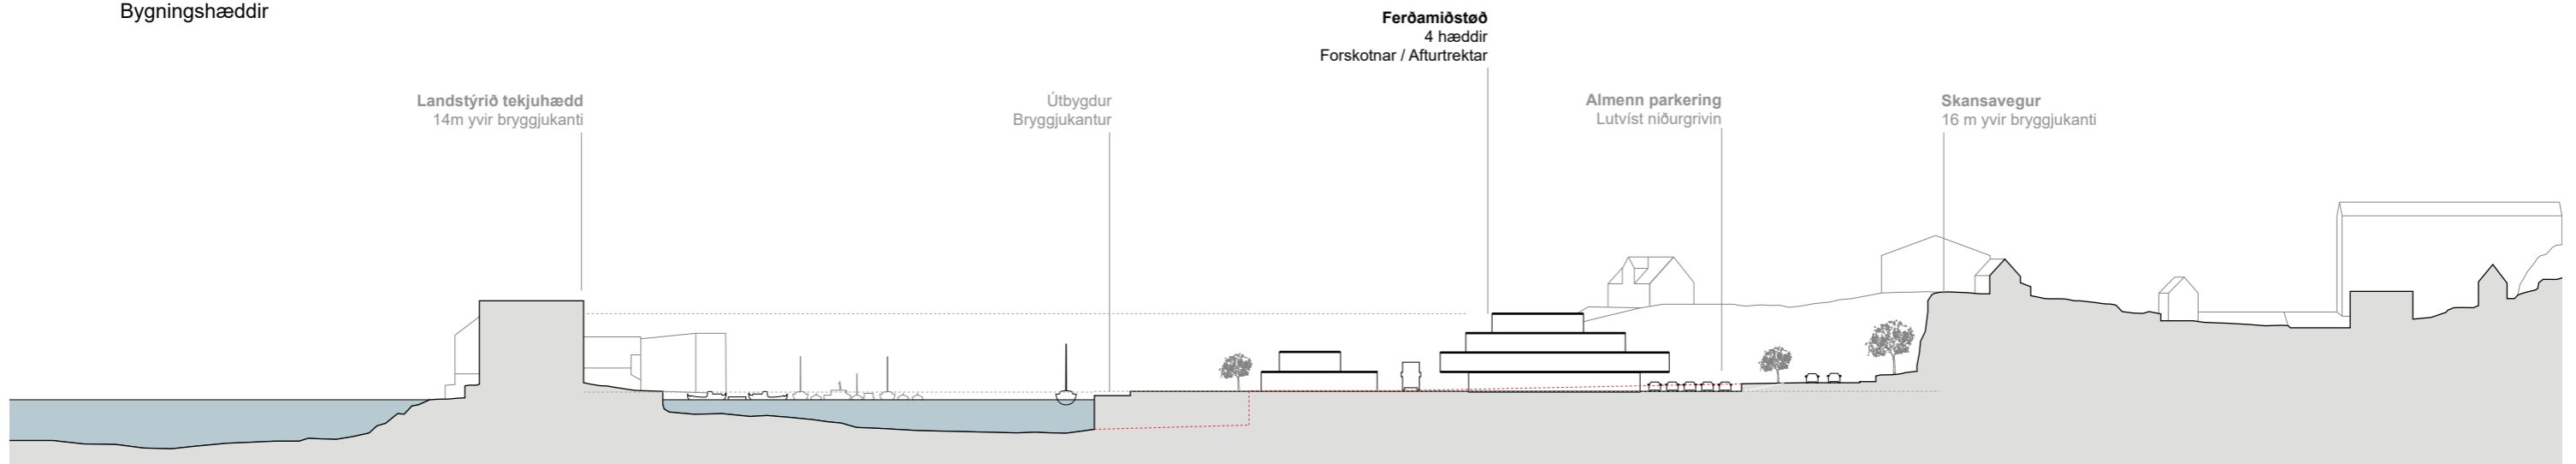 Bygningshæddir
Ferðamiðstøð
4 hæddir
Forskotnar / Afturtrektar
Landstýrið tekjuhædd
14m yvir bryggjukanti
Útbygdur
Bryggjukantur
Almenn parkering
Lutvíst niðurgrivin
Skansavegur
16 m yvir bryggjukanti